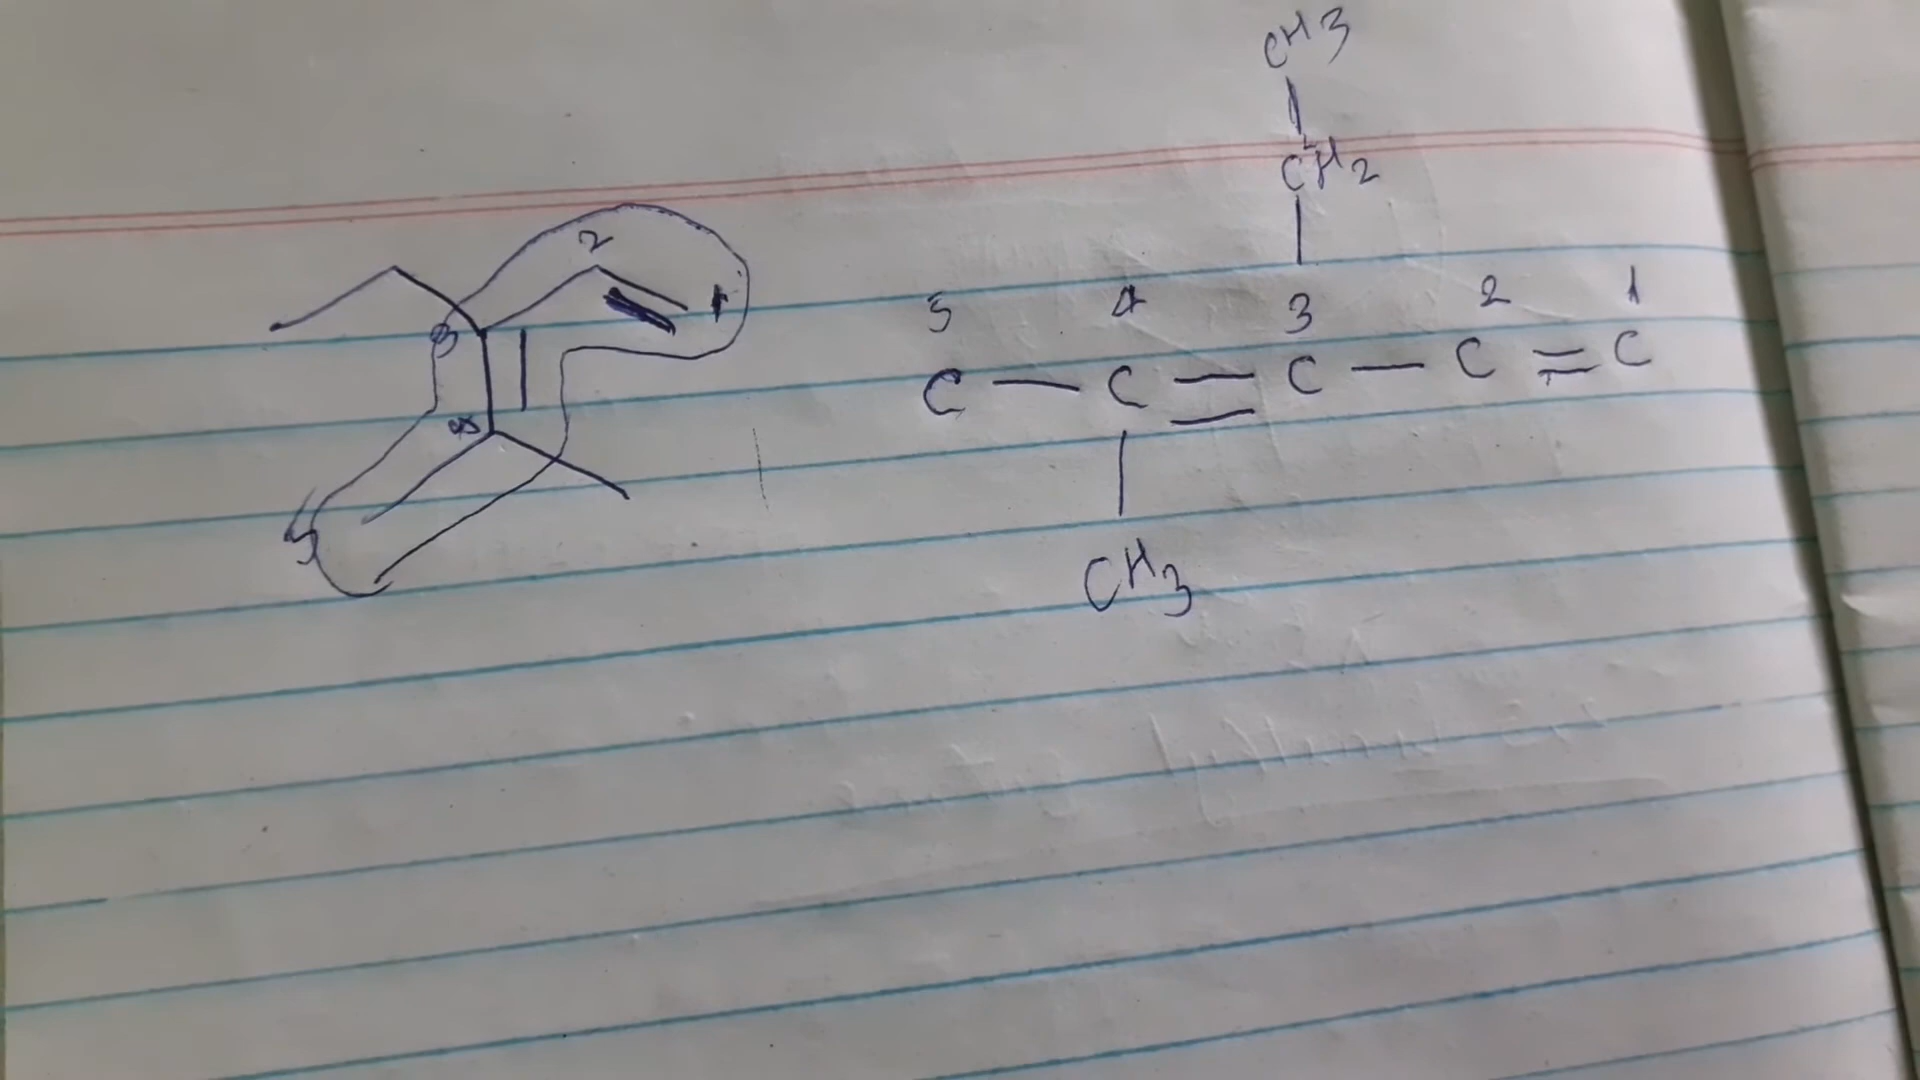 CH3
CH2
2
1
3
4
5
5 4 3 2 1
C — C = C — C = C
CH3